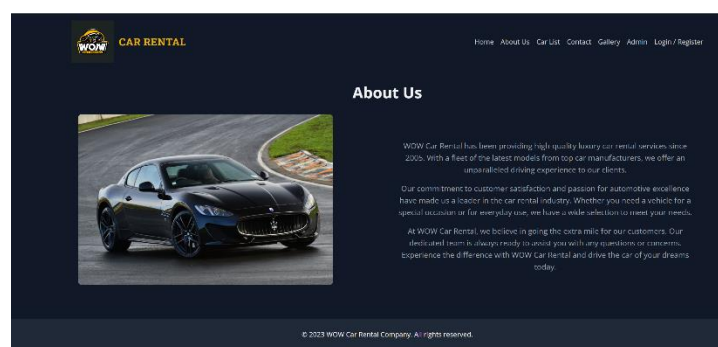 WOW
CAR RENTAL
Home About Us Car List Contact Gallery Admin Login / Register
About Us
WOW Car Rental has been providing high quality luxury car rental services since
2005. With a fleet of the latest models from top car manufacturers, we offer an
unparalleled driving experience to our clients.
Our commitment to customer satisfaction and passion for automotive excellence
have made us a leader in the car rental industry. Whether you need a vehicle for a
special occasion or for everyday use, we have a wide selection to meet your needs.
At WOW Car Rental, we believe in going the extra mile for our customers. Our
dedicated team is always ready to assist you with any questions or concerns.
Experience the difference with WOW Car Rental and drive the car of your dreams
today.
© 2023 WOW Car Rental Company. All rights reserved.